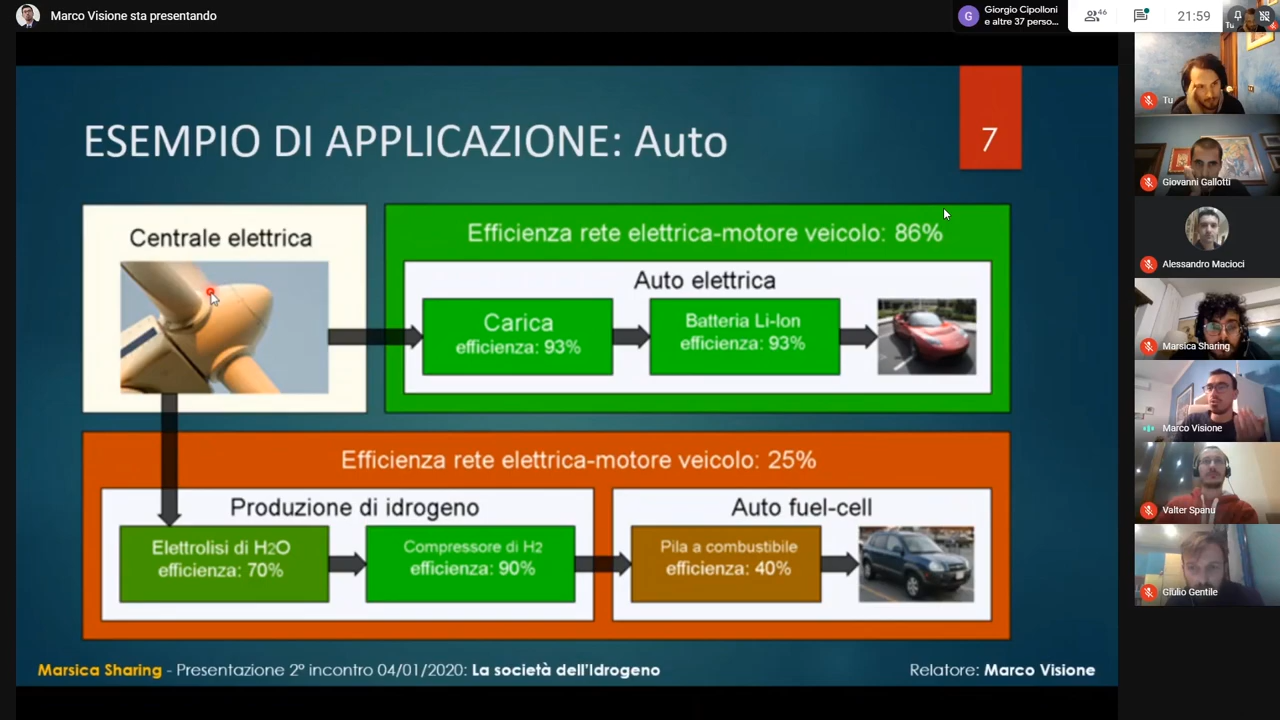 Marco Visione sta presentando
G
Giorgio Cipolloni
e altre 37 perso...
46
21:59
Tu
ESEMPIO DI APPLICAZIONE: Auto
7
Centrale elettrica
Efficienza rete elettrica-motore veicolo: 86%
Auto elettrica
Carica
efficienza: 93%
Batteria Li-Ion
efficienza: 93%
Efficienza rete elettrica-motore veicolo: 25%
Produzione di idrogeno
Elettrolisi di H2O
efficienza: 70%
Compressore di H2
efficienza: 90%
Auto fuel-cell
Pila a combustibile
efficienza: 40%
Marsica Sharing - Presentazione 2° incontro 04/01/2020: La società dell'Idrogeno
Relatore: Marco Visione
Tu
Giovanni Gallotti
Alessandro Macioci
Marsica Sharing
Marco Visione
Valter Spanu
Giulio Gentile